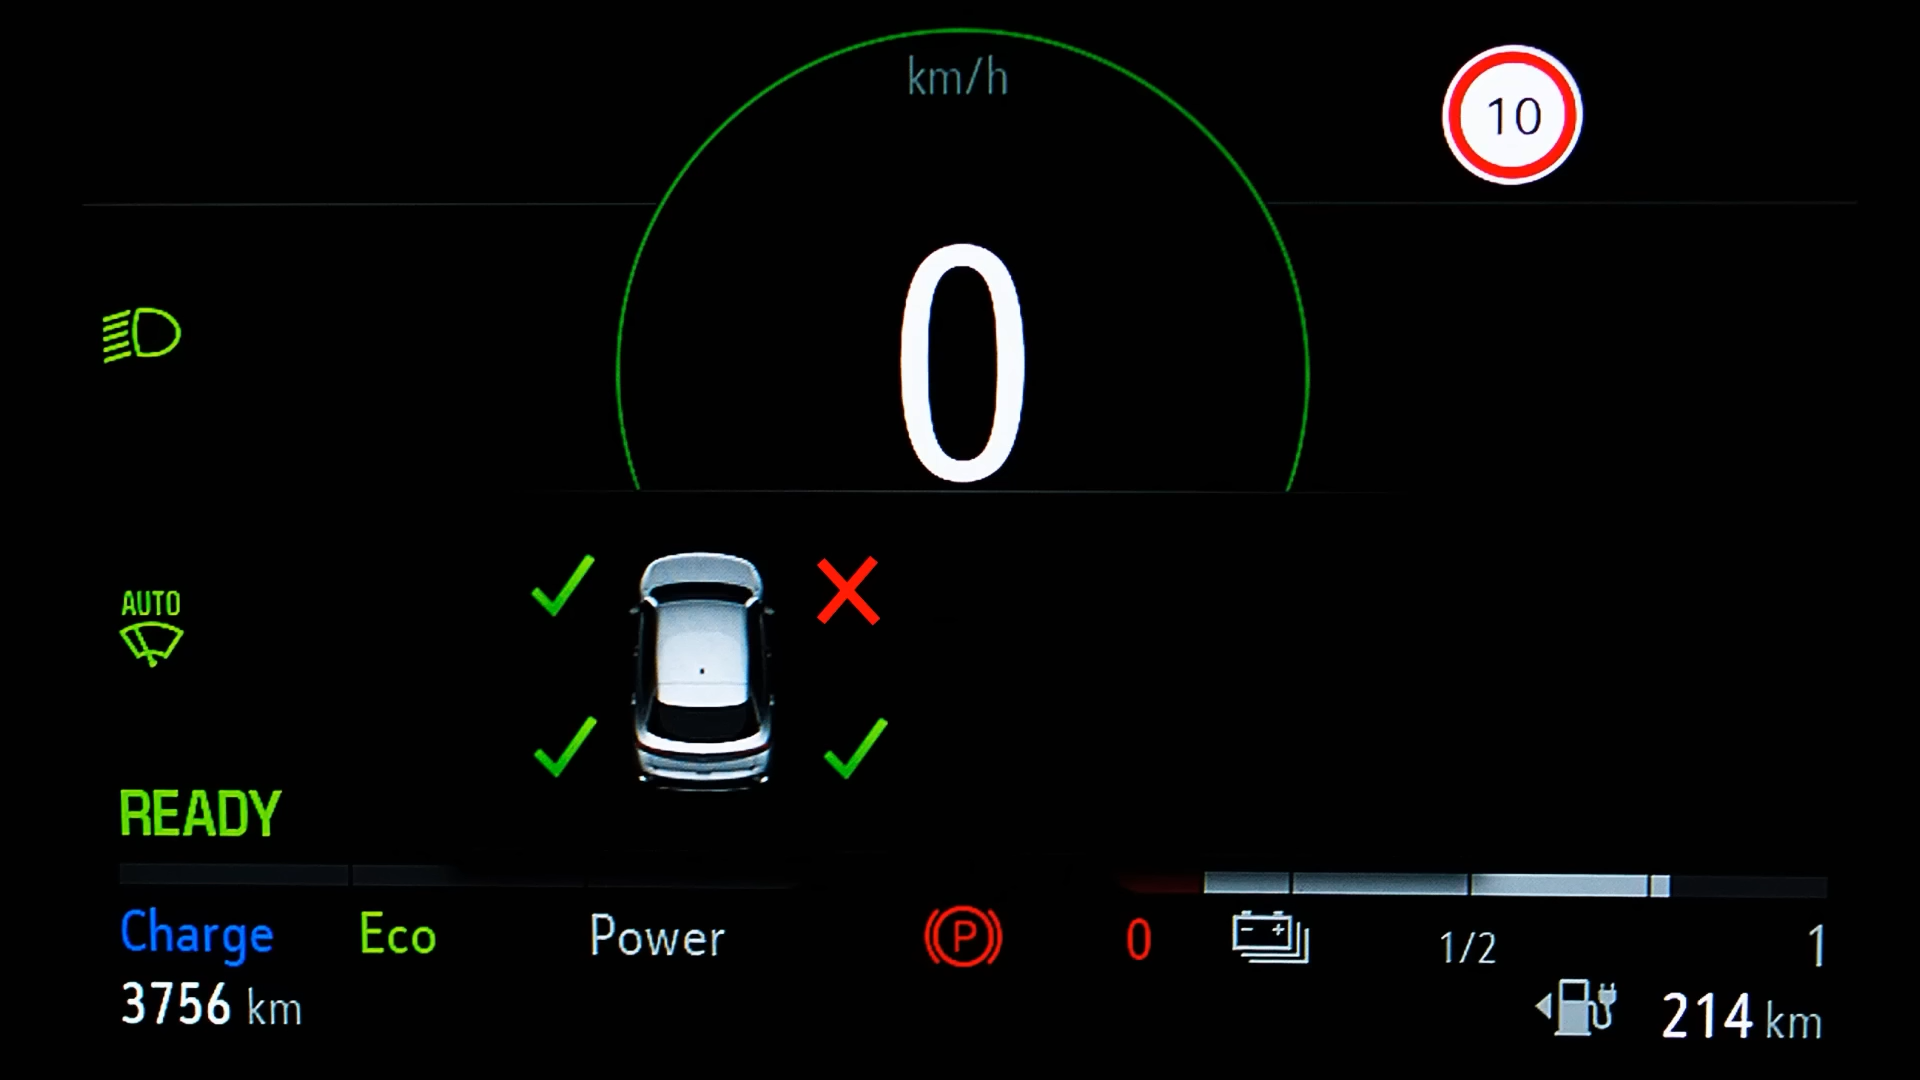 km/h
10
0
AUTO
READY
Charge
Eco
Power
P
0
1/2
1
3756 km
214 km